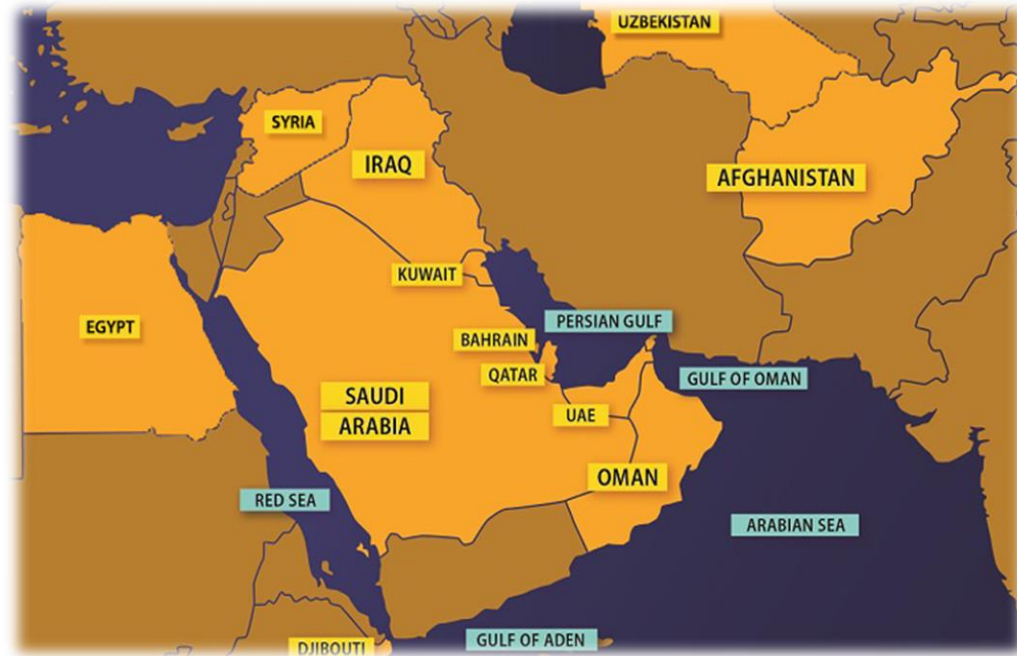 UZBEKISTAN
SYRIA
IRAQ
AFGHANISTAN
KUWAIT
EGYPT
PERSIAN GULF
BAHRAIN
QATAR
GULF OF OMAN
SAUDI
ARABIA
UAE
OMAN
RED SEA
ARABIAN SEA
DJIBOUTI
GULF OF ADEN